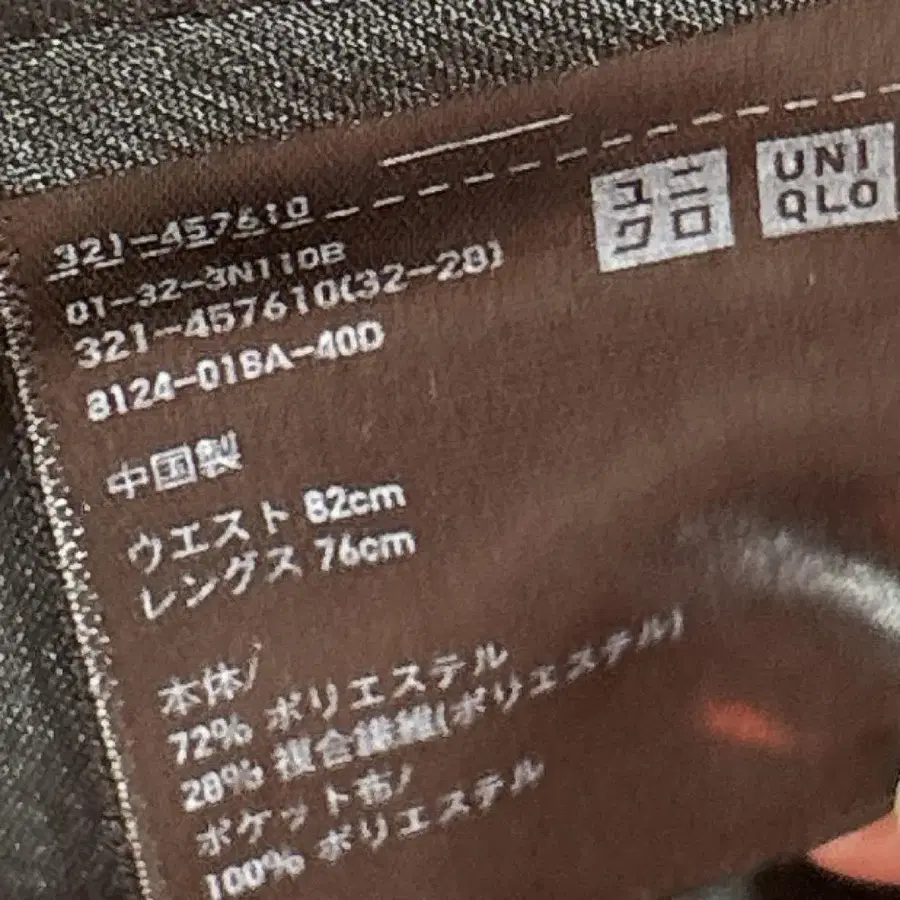 ユニ
クロ
UNI
QLO
321-457610
01-32-3N110B
321-457610(32-28)
8124-018A-40D
中国製
ウエスト 82cm
レングス 76cm
本体/
72% ポリエステル
28% 複合繊維(ポリエステル)
ポケット布/
100% ポリエステル